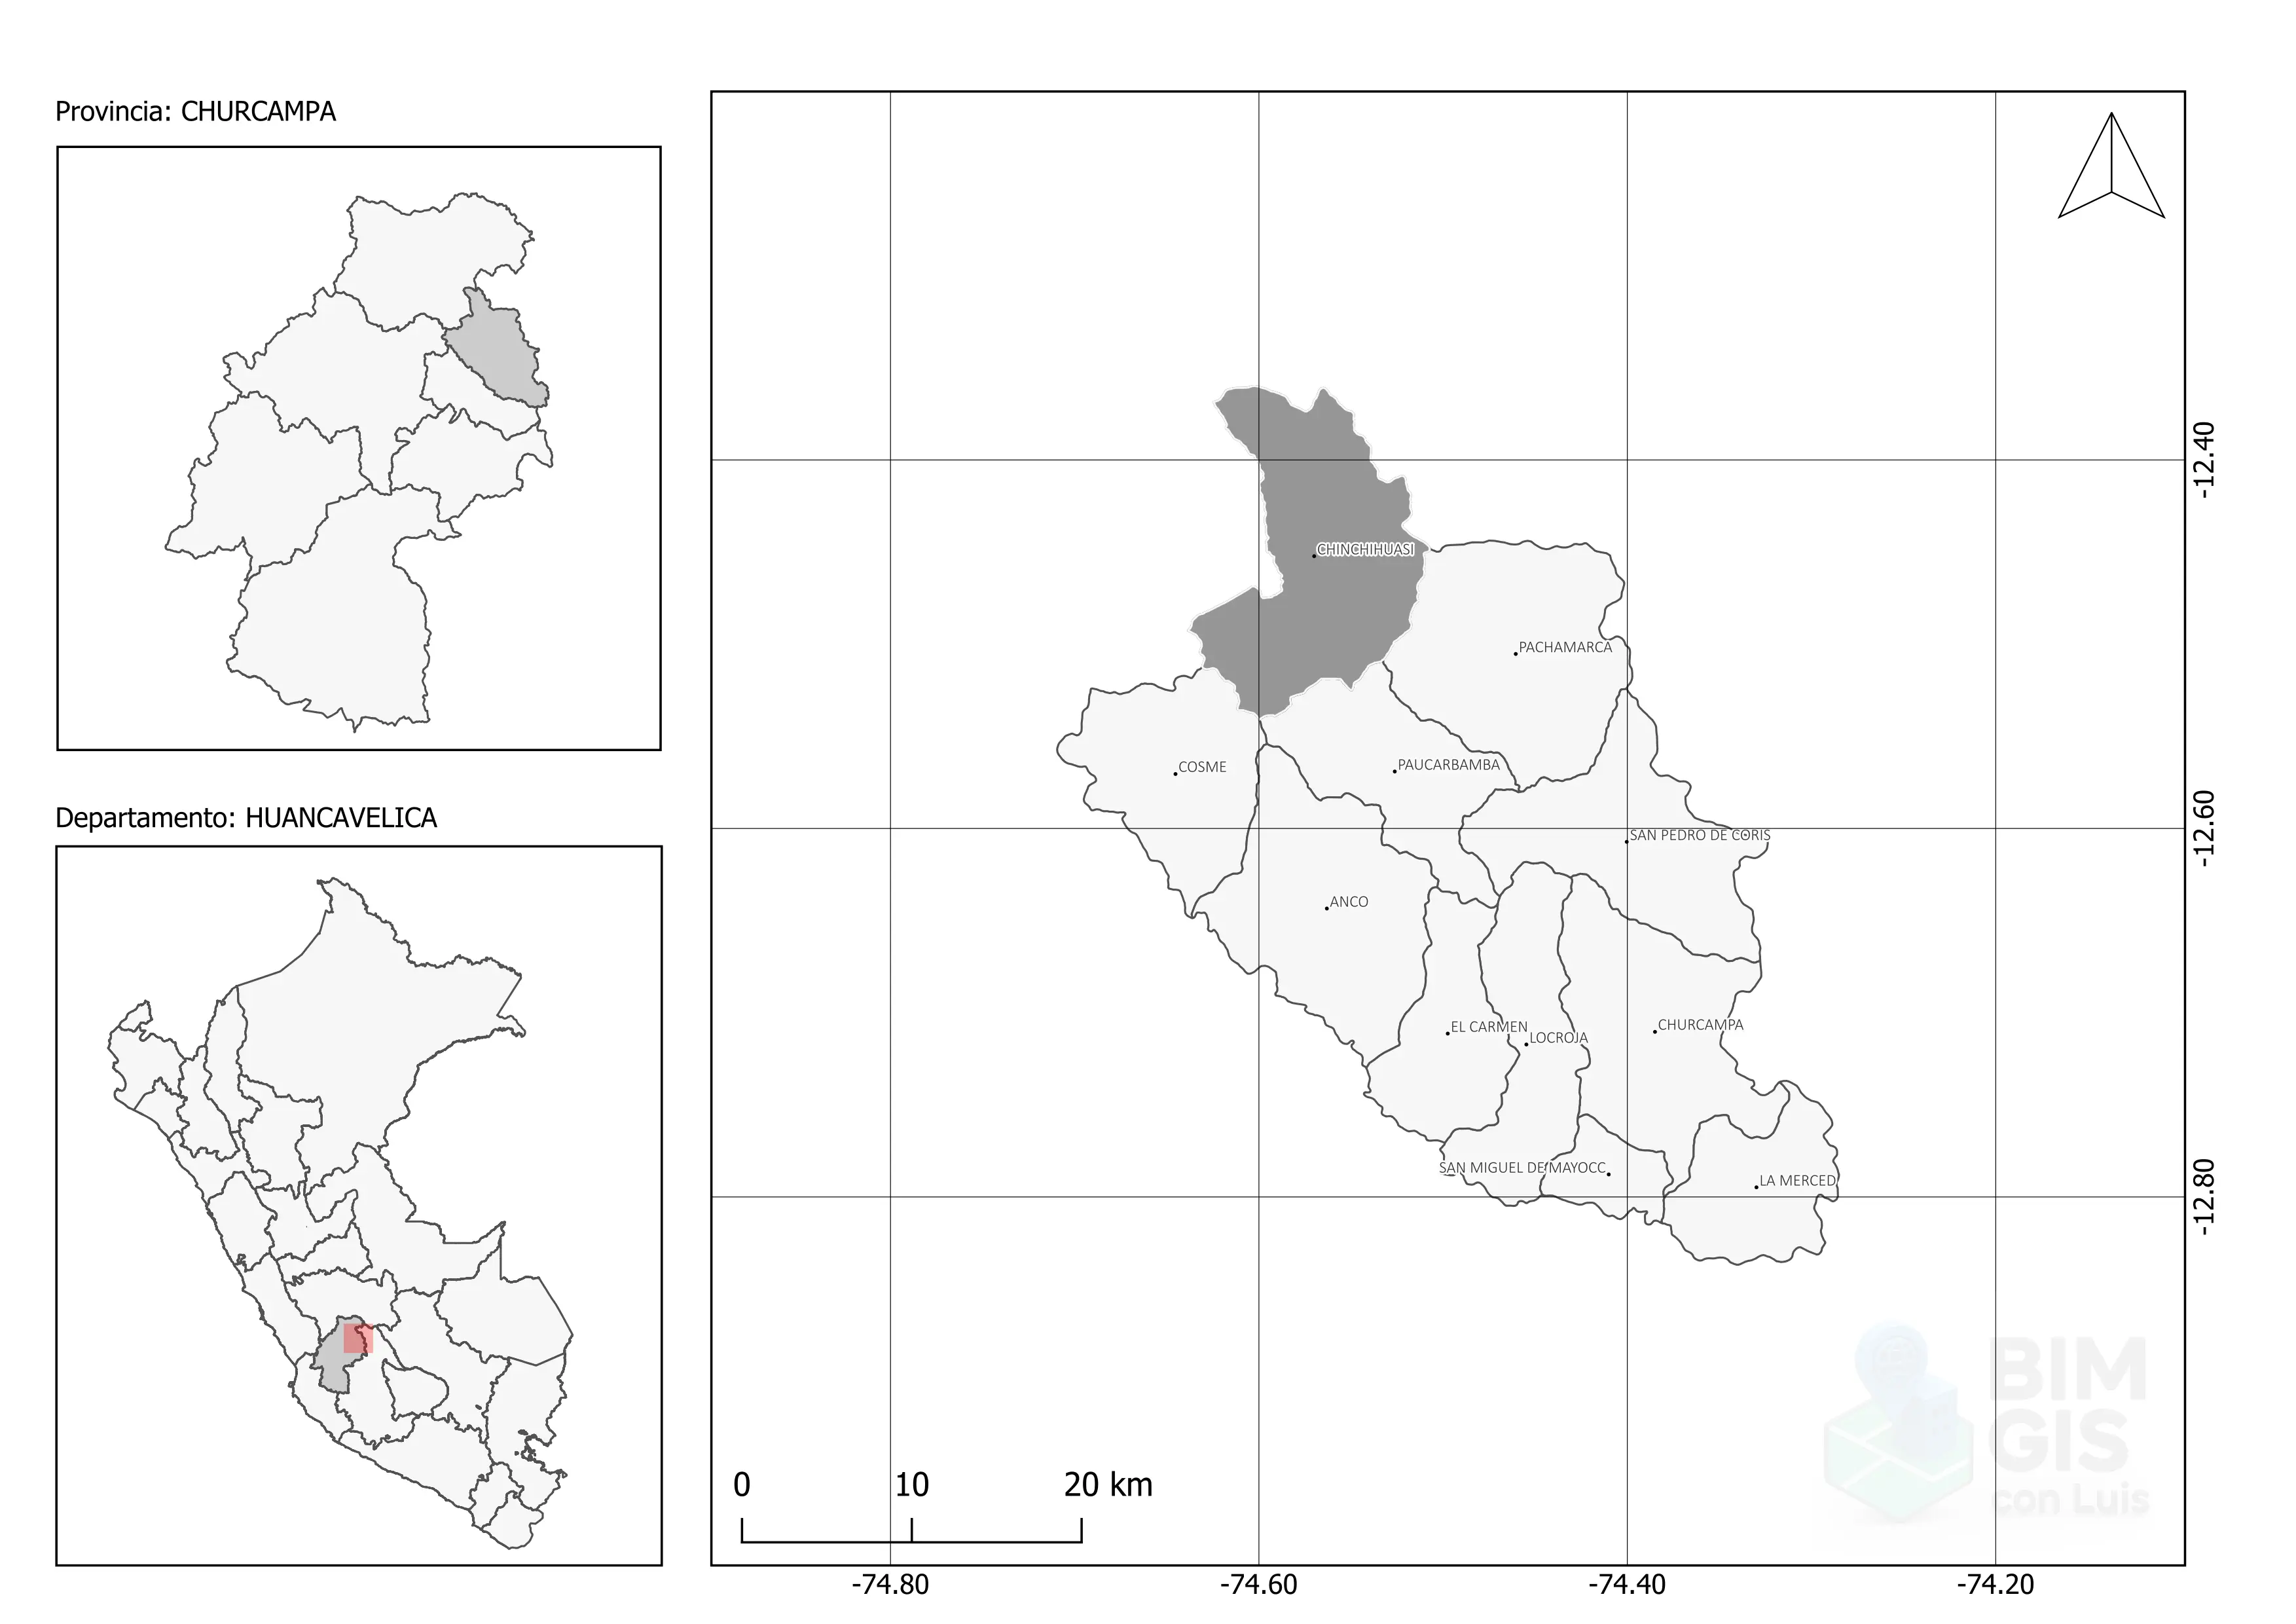 Provincia: CHURCAMPA
Departamento: HUANCAVELICA
CHINCHIHUASI
PACHAMARCA
COSME
PAUCARBAMBA
SAN PEDRO DE CORIS
ANCO
EL CARMEN
LOCROJA
CHURCAMPA
SAN MIGUEL DE MAYOCC
LA MERCED
-12.40
-12.60
-12.80
0 10 20 km
-74.80 -74.60 -74.40 -74.20
BIM
GIS
con Luis